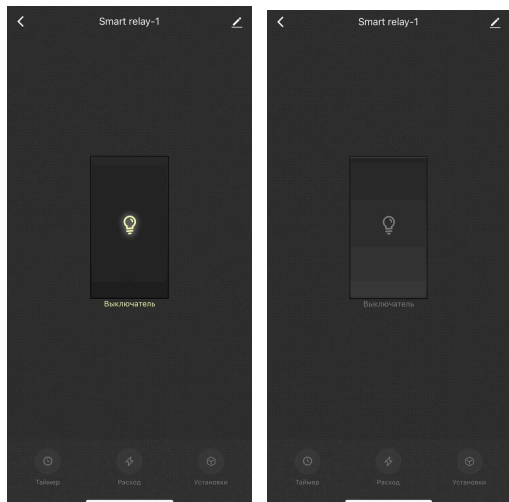 Smart relay-1
Выключатель
Таймер Расход Установки
Smart relay-1
Выключатель
Таймер Расход Установки